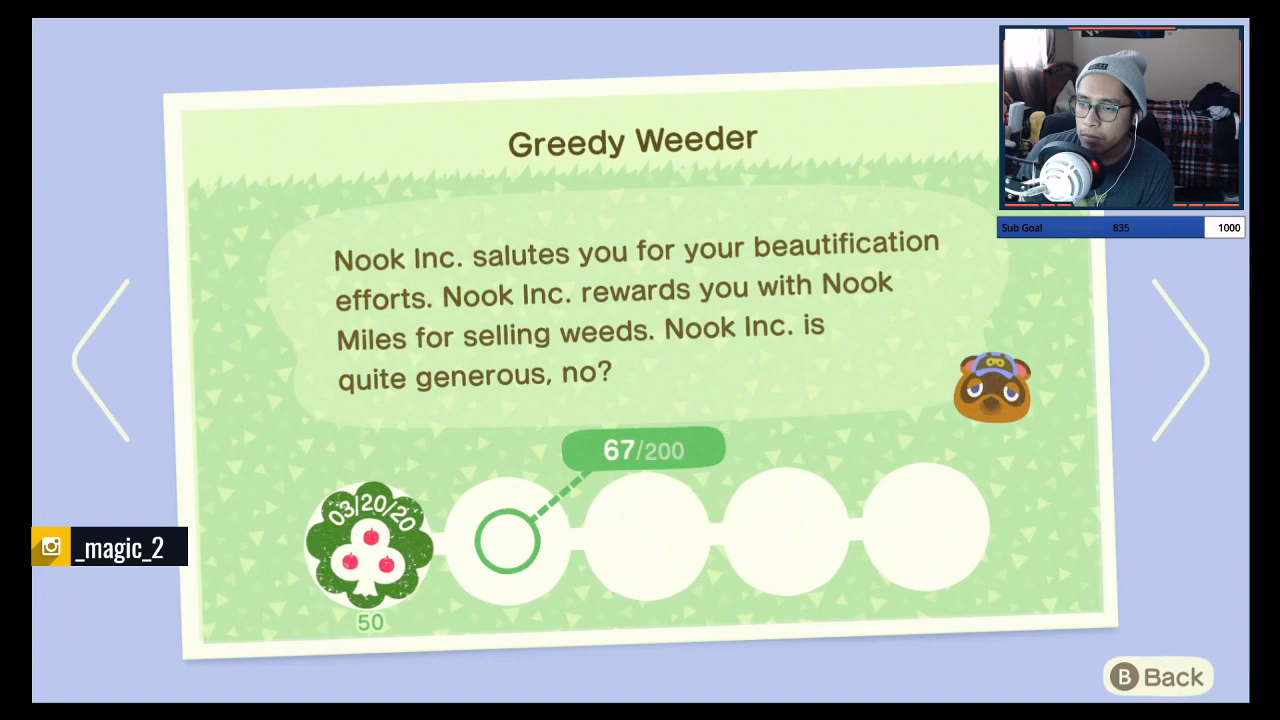 Greedy Weeder
Nook Inc. salutes you for your beautification
efforts. Nook Inc. rewards you with Nook
Miles for selling weeds. Nook Inc. is
quite generous, no?
67/200
03/20/20
50
Sub Goal 835 1000
_magic_2
B Back